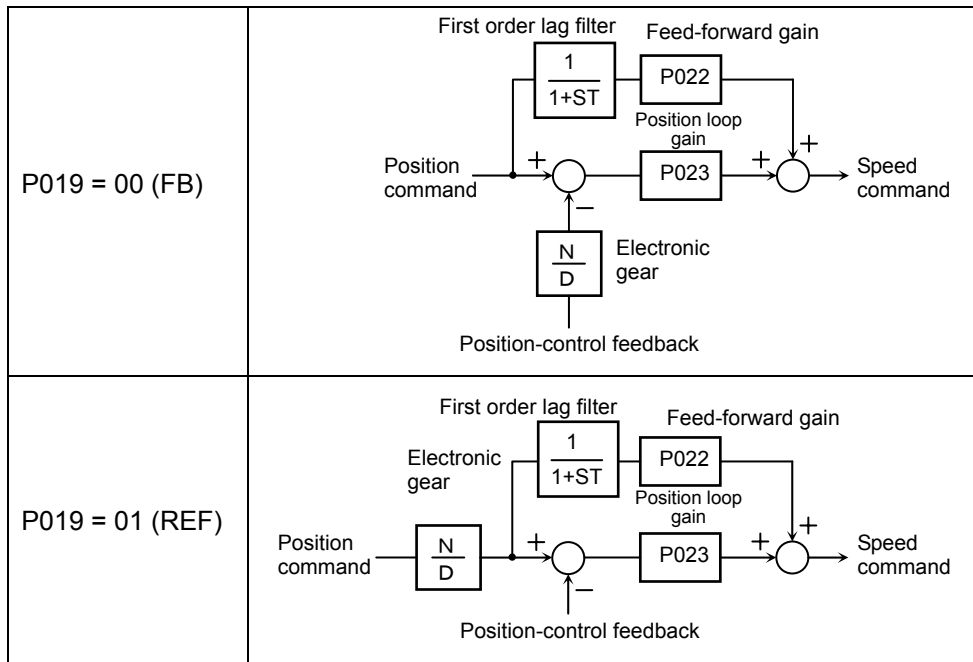 P019 = 00 (FB)
First order lag filter
Feed-forward gain
1
1+ST
P022
Position loop
gain
P023
Position
command
+
−
+
+
Speed
command
N
D
Electronic
gear
Position-control feedback
P019 = 01 (REF)
First order lag filter
Feed-forward gain
Electronic
gear
1
1+ST
P022
Position loop
gain
P023
Position
command
N
D
+
−
+
+
Speed
command
Position-control feedback